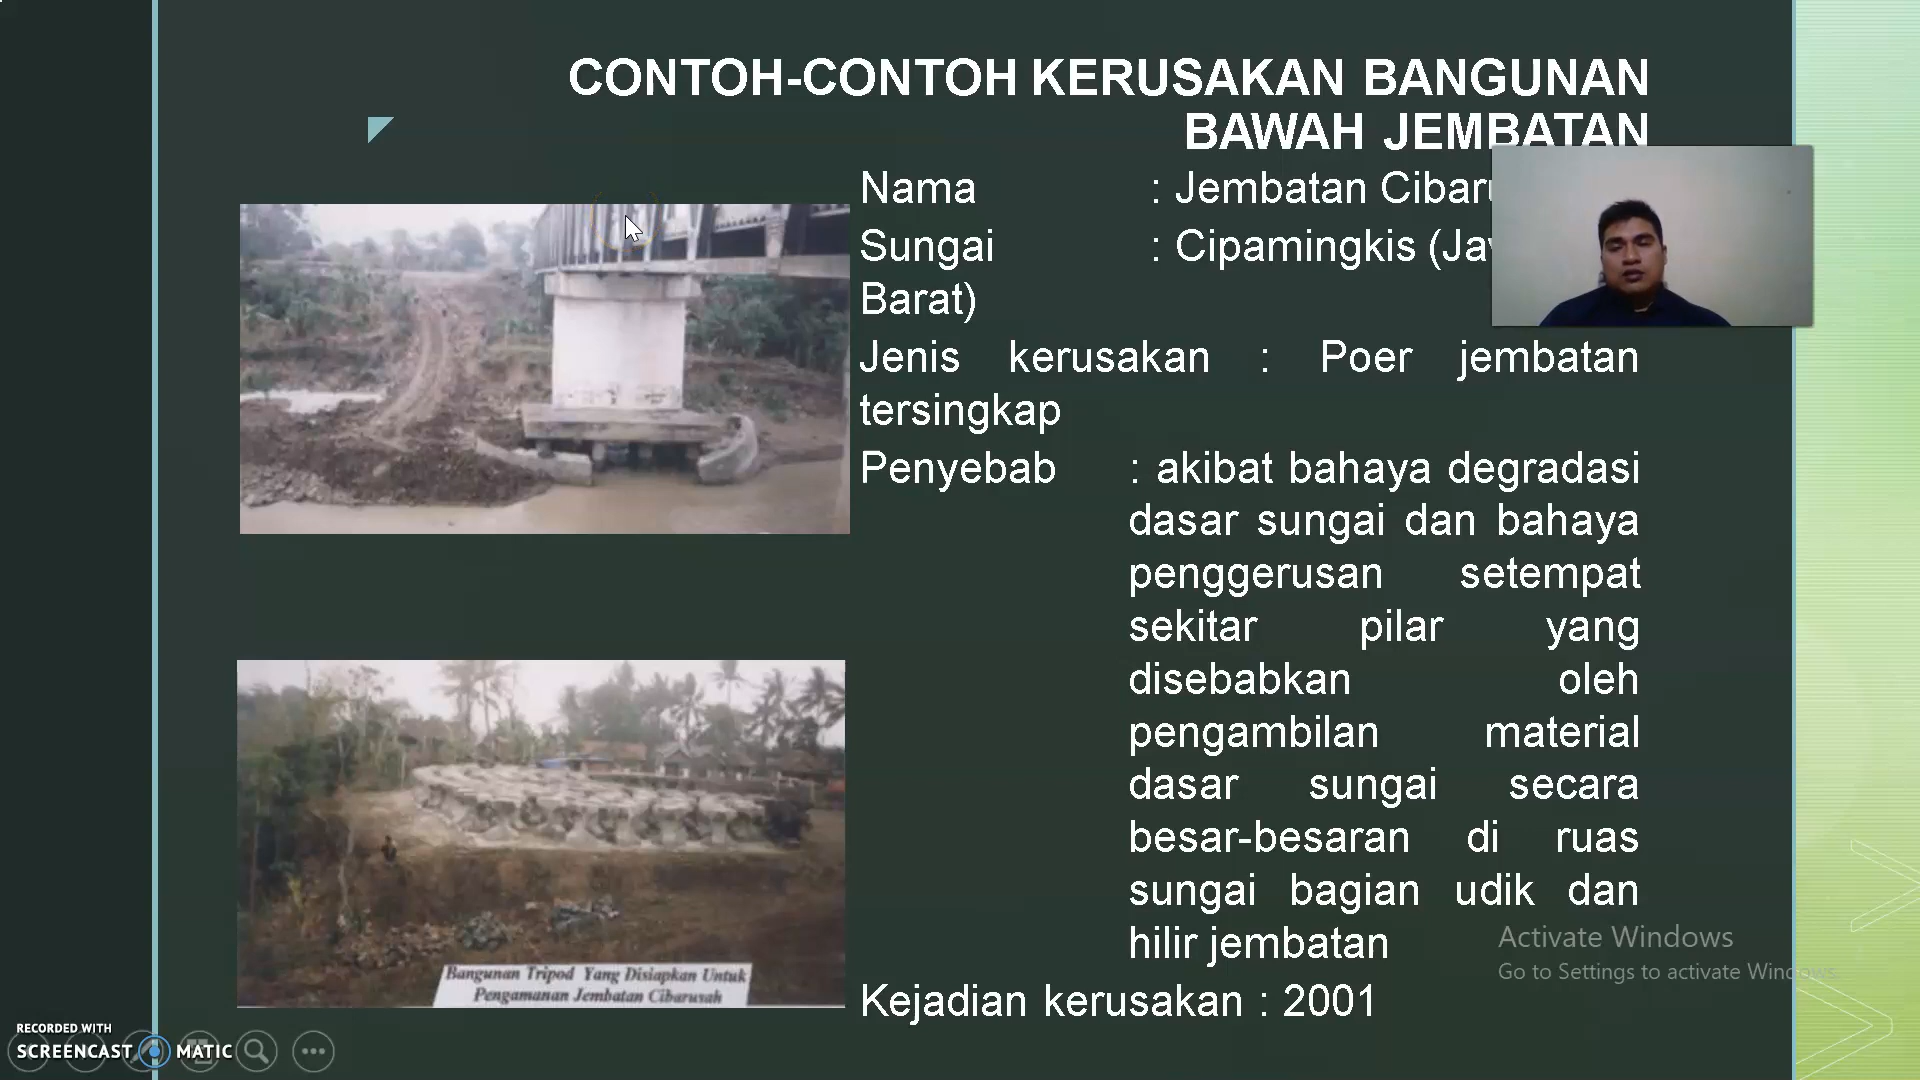 CONTOH-CONTOH KERUSAKAN BANGUNAN
BAWAH JEMBATAN
Nama : Jembatan
Sungai : Cipamingkis
Barat)
Jenis kerusakan : Poer jembatan
tersingkap
Penyebab : akibat bahaya degradasi
dasar sungai dan bahaya
penggerusan setempat
sekitar pilar yang
disebabkan oleh
pengambilan material
dasar sungai secara
besar-besaran di ruas
sungai bagian udik dan
hilir jembatan
Kejadian kerusakan : 2001
Bangunan Tripod Yang Disiapkan Untuk
Pengamanan Jembatan Cibarusah
Activate Windows
Go to Settings to activate Windows.
RECORDED WITH
SCREENCAST MATIC